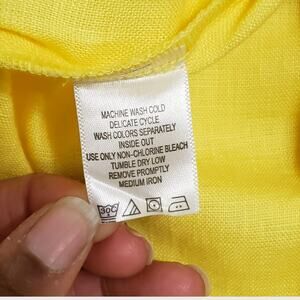 MACHINE WASH COLD
DELICATE CYCLE
WASH COLORS SEPARATELY
INSIDE OUT
USE ONLY NON-CHLORINE BLEACH
TUMBLE DRY LOW
REMOVE PROMPTLY
MEDIUM IRON
30C